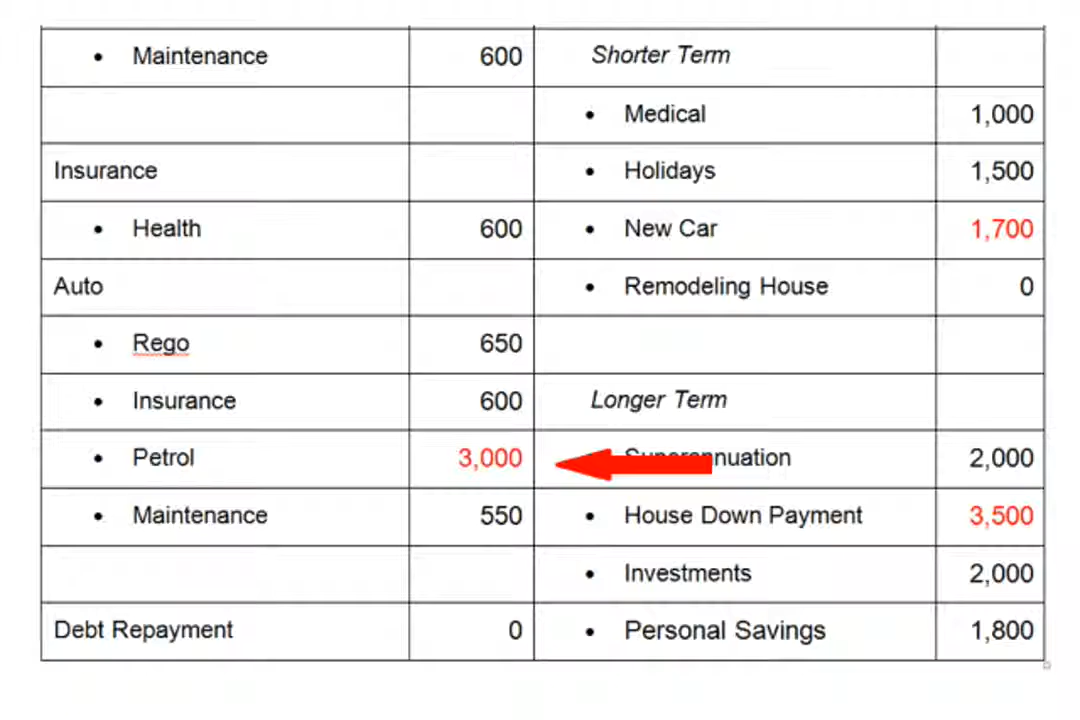 • Maintenance 600 Shorter Term
• Medical 1,000
Insurance • Holidays 1,500
• Health 600 • New Car 1,700
Auto • Remodeling House 0
• Rego 650
• Insurance 600 Longer Term
• Petrol 3,000 Superannuation 2,000
• Maintenance 550 • House Down Payment 3,500
• Investments 2,000
Debt Repayment 0 • Personal Savings 1,800